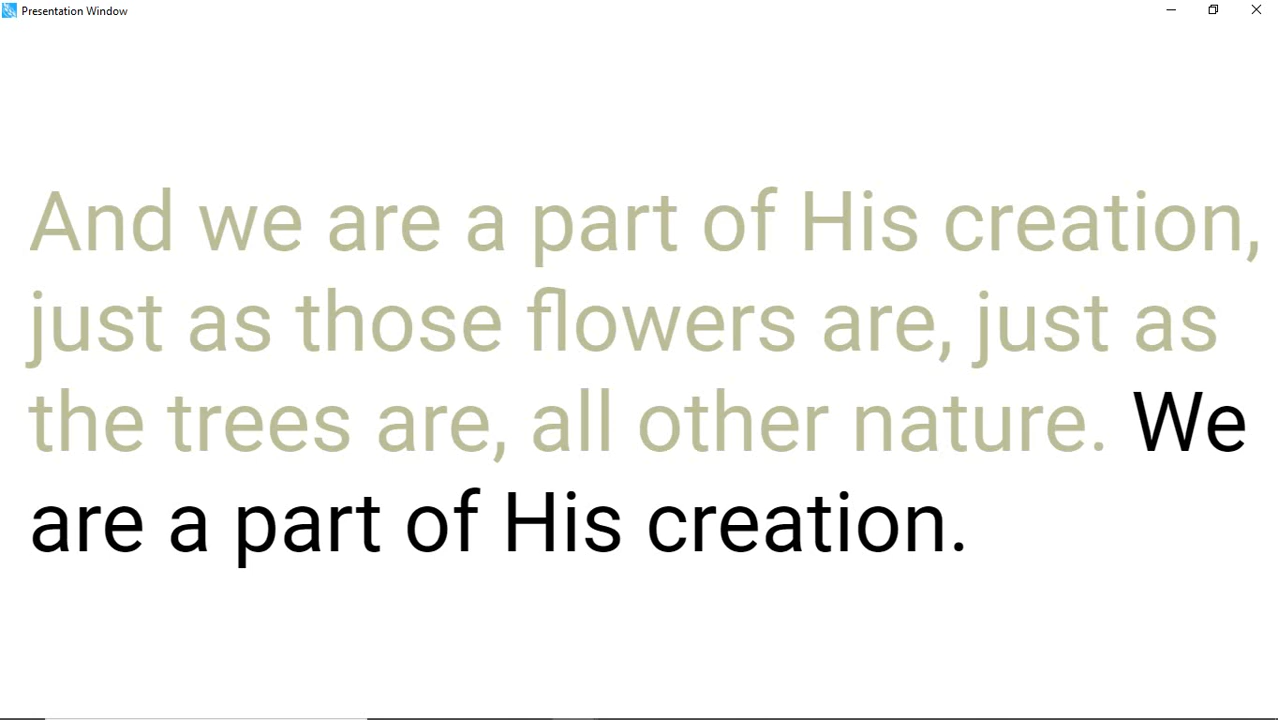 Presentation Window
And we are a part of His creation,
just as those flowers are, just as
the trees are, all other nature. We
are a part of His creation.